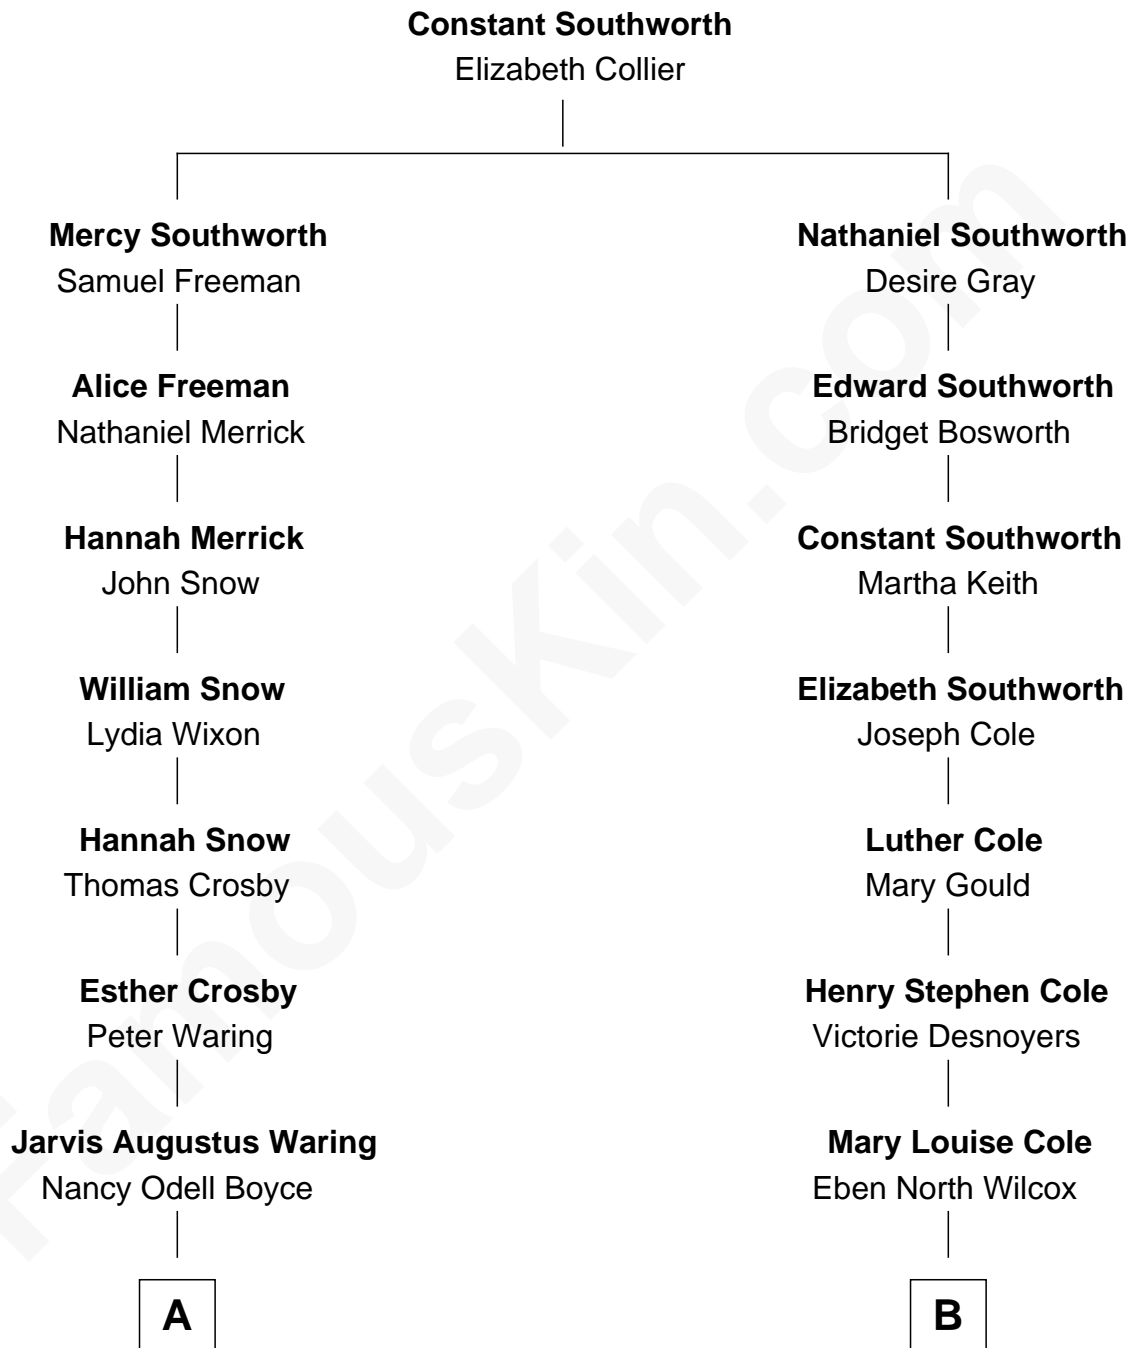 Constant Southworth
Elizabeth Collier
Mercy Southworth
Samuel Freeman
Nathaniel Southworth
Desire Gray
Alice Freeman
Nathaniel Merrick
Edward Southworth
Bridget Bosworth
Hannah Merrick
John Snow
Constant Southworth
Martha Keith
William Snow
Lydia Wixon
Elizabeth Southworth
Joseph Cole
Hannah Snow
Thomas Crosby
Luther Cole
Mary Gould
Esther Crosby
Peter Waring
Henry Stephen Cole
Victorie Desnoyers
Jarvis Augustus Waring
Nancy Odell Boyce
Mary Louise Cole
Eben North Wilcox
A
B
FamousKin.com